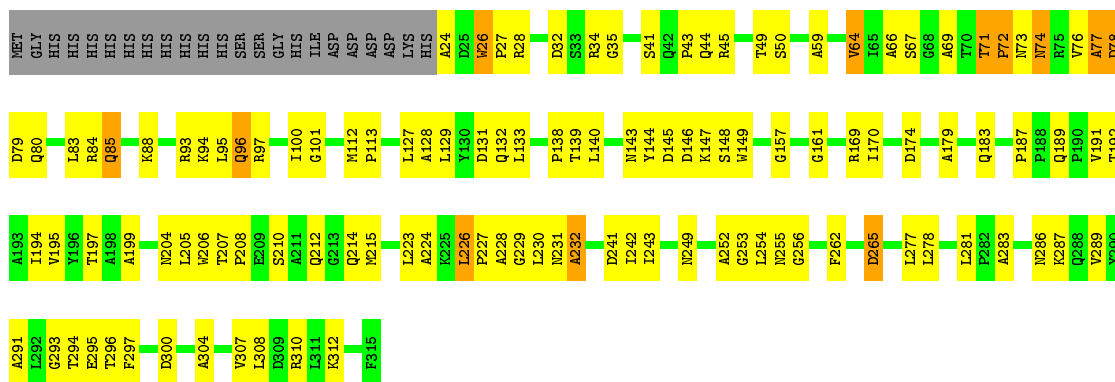 MET GLY HIS HIS HIS HIS HIS HIS HIS HIS HIS HIS SER SER GLY HIS ILE ASP ASP ASP ASP LYS HIS A24 D25 W26 P27 R28 D32 S33 R34 G35 S41 Q42 P43 Q44 R45 T49 S50 A59 V64 I65 A66 S67 G68 A69 T70 T71 P72 N73 N74 R75 V76 A77 D78
D79 Q80 L83 R84 Q85 K88 R93 K94 L95 Q96 R97 I100 G101 M112 P113 L127 A128 L129 Y130 D131 Q132 L133 P138 T139 L140 N143 Y144 D145 D146 K147 S148 W149 G157 G161 R169 I170 D174 A179 Q183 P187 P188 Q189 P190 V191 T192
A193 I194 V195 Y196 T197 A198 A199 N204 L205 W206 T207 P208 E209 S210 A211 Q212 G213 Q214 M215 L223 A224 K225 L226 P227 A228 G229 L230 N231 A232 D241 I242 I243 N249 A252 G253 L254 N255 G256 F262 D265 L277 L278 L281 P282 A283 N286 K287 Q288 V289 Y290
A291 L292 G293 T294 E295 T296 F297 D300 A304 V307 L308 D309 R310 L311 K312 F315